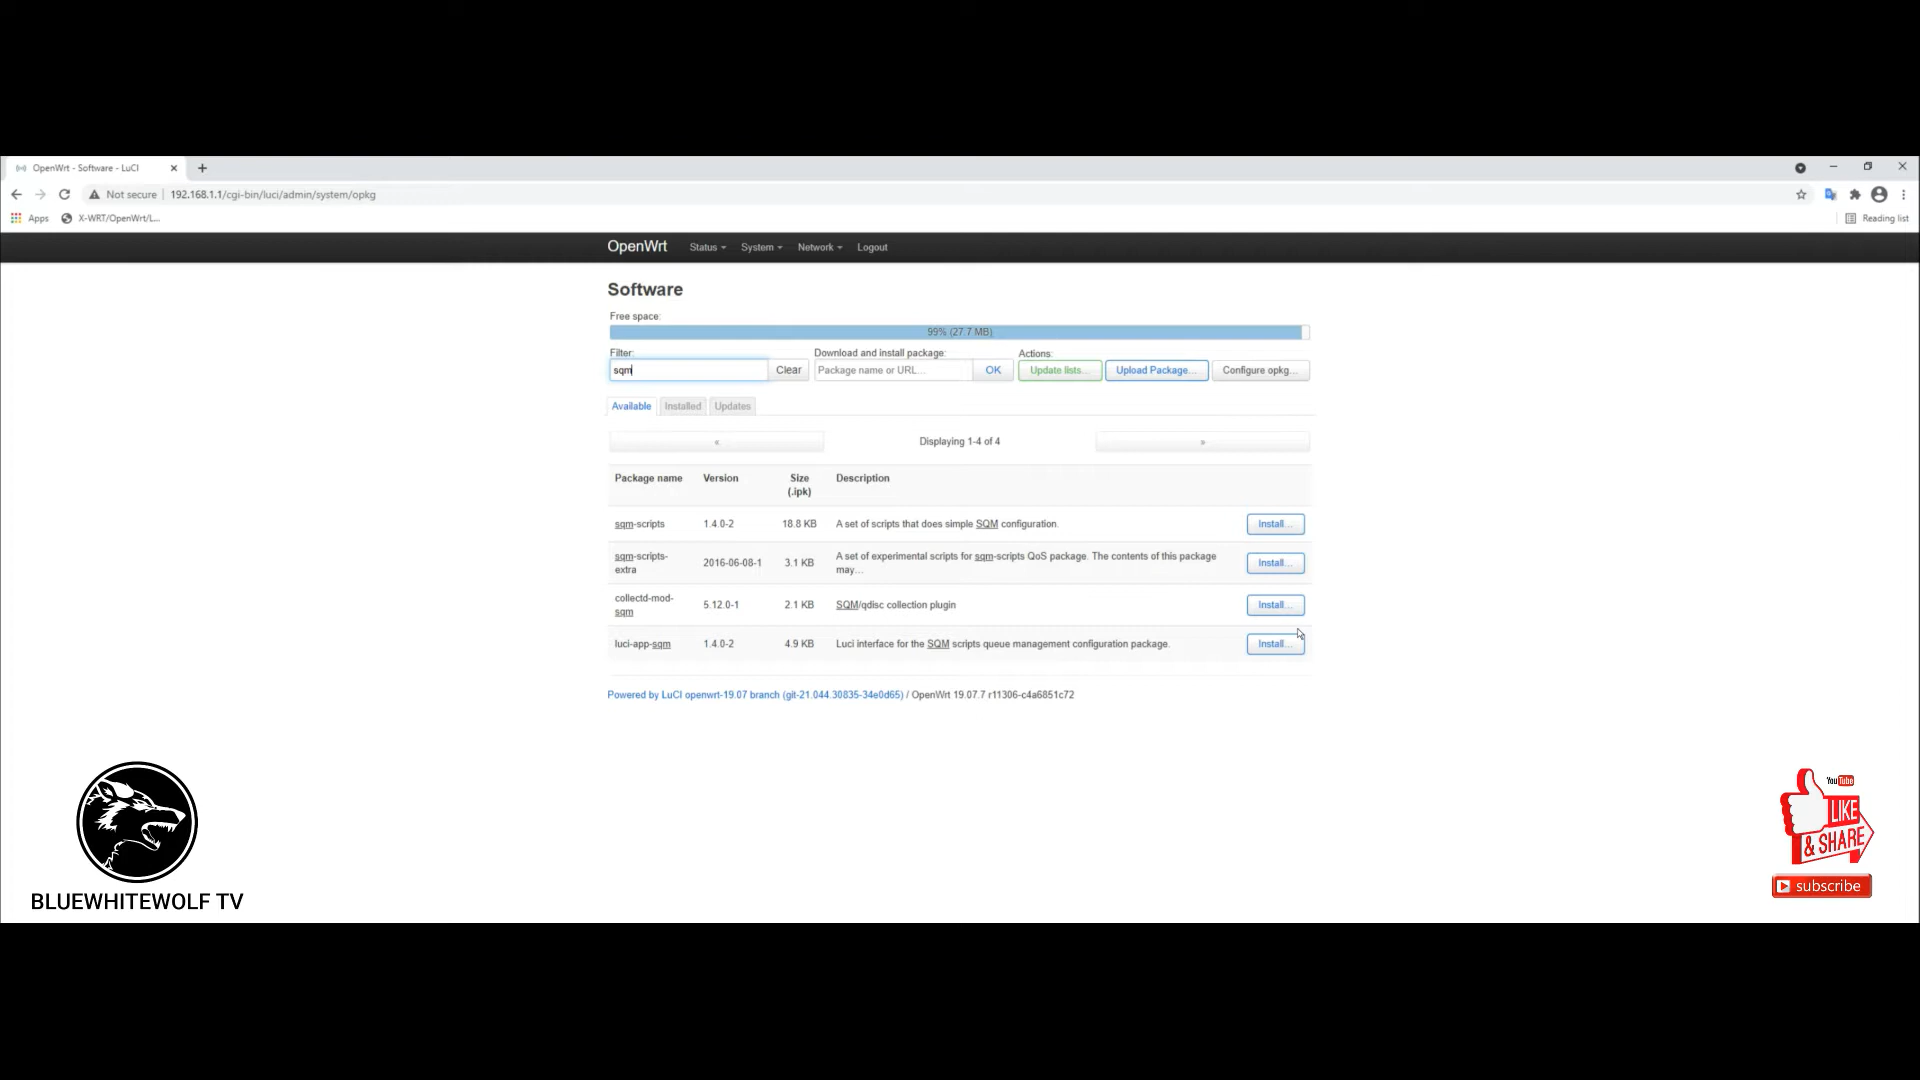 OpenWrt - Software - LuCI
Not secure | 192.168.1.1/cgi-bin/luci/admin/system/opkg
Apps X-WRT/OpenWrt/L... Reading list
OpenWrt Status System Network Logout
Software
Free space:
99% (27.7 MB)
Filter: Download and install package: Actions:
sqm Clear Package name or URL... OK Update lists... Upload Package... Configure opkg...
Available Installed Updates
« Displaying 1-4 of 4 »
Package name Version Size (.ipk) Description
sqm-scripts 1.4.0-2 18.8 KB A set of scripts that does simple SQM configuration. Install...
sqm-scripts-extra 2016-06-08-1 3.1 KB A set of experimental scripts for sqm-scripts QoS package. The contents of this package may... Install...
collectd-mod-sqm 5.12.0-1 2.1 KB SQM/qdisc collection plugin Install...
luci-app-sqm 1.4.0-2 4.9 KB Luci interface for the SQM scripts queue management configuration package. Install...
Powered by LuCI openwrt-19.07 branch (git-21.044.30835-34e0d65) / OpenWrt 19.07.7 r11306-c4a6851c72
BLUEWHITEWOLF TV
YouTube
LIKE
& SHARE
subscribe